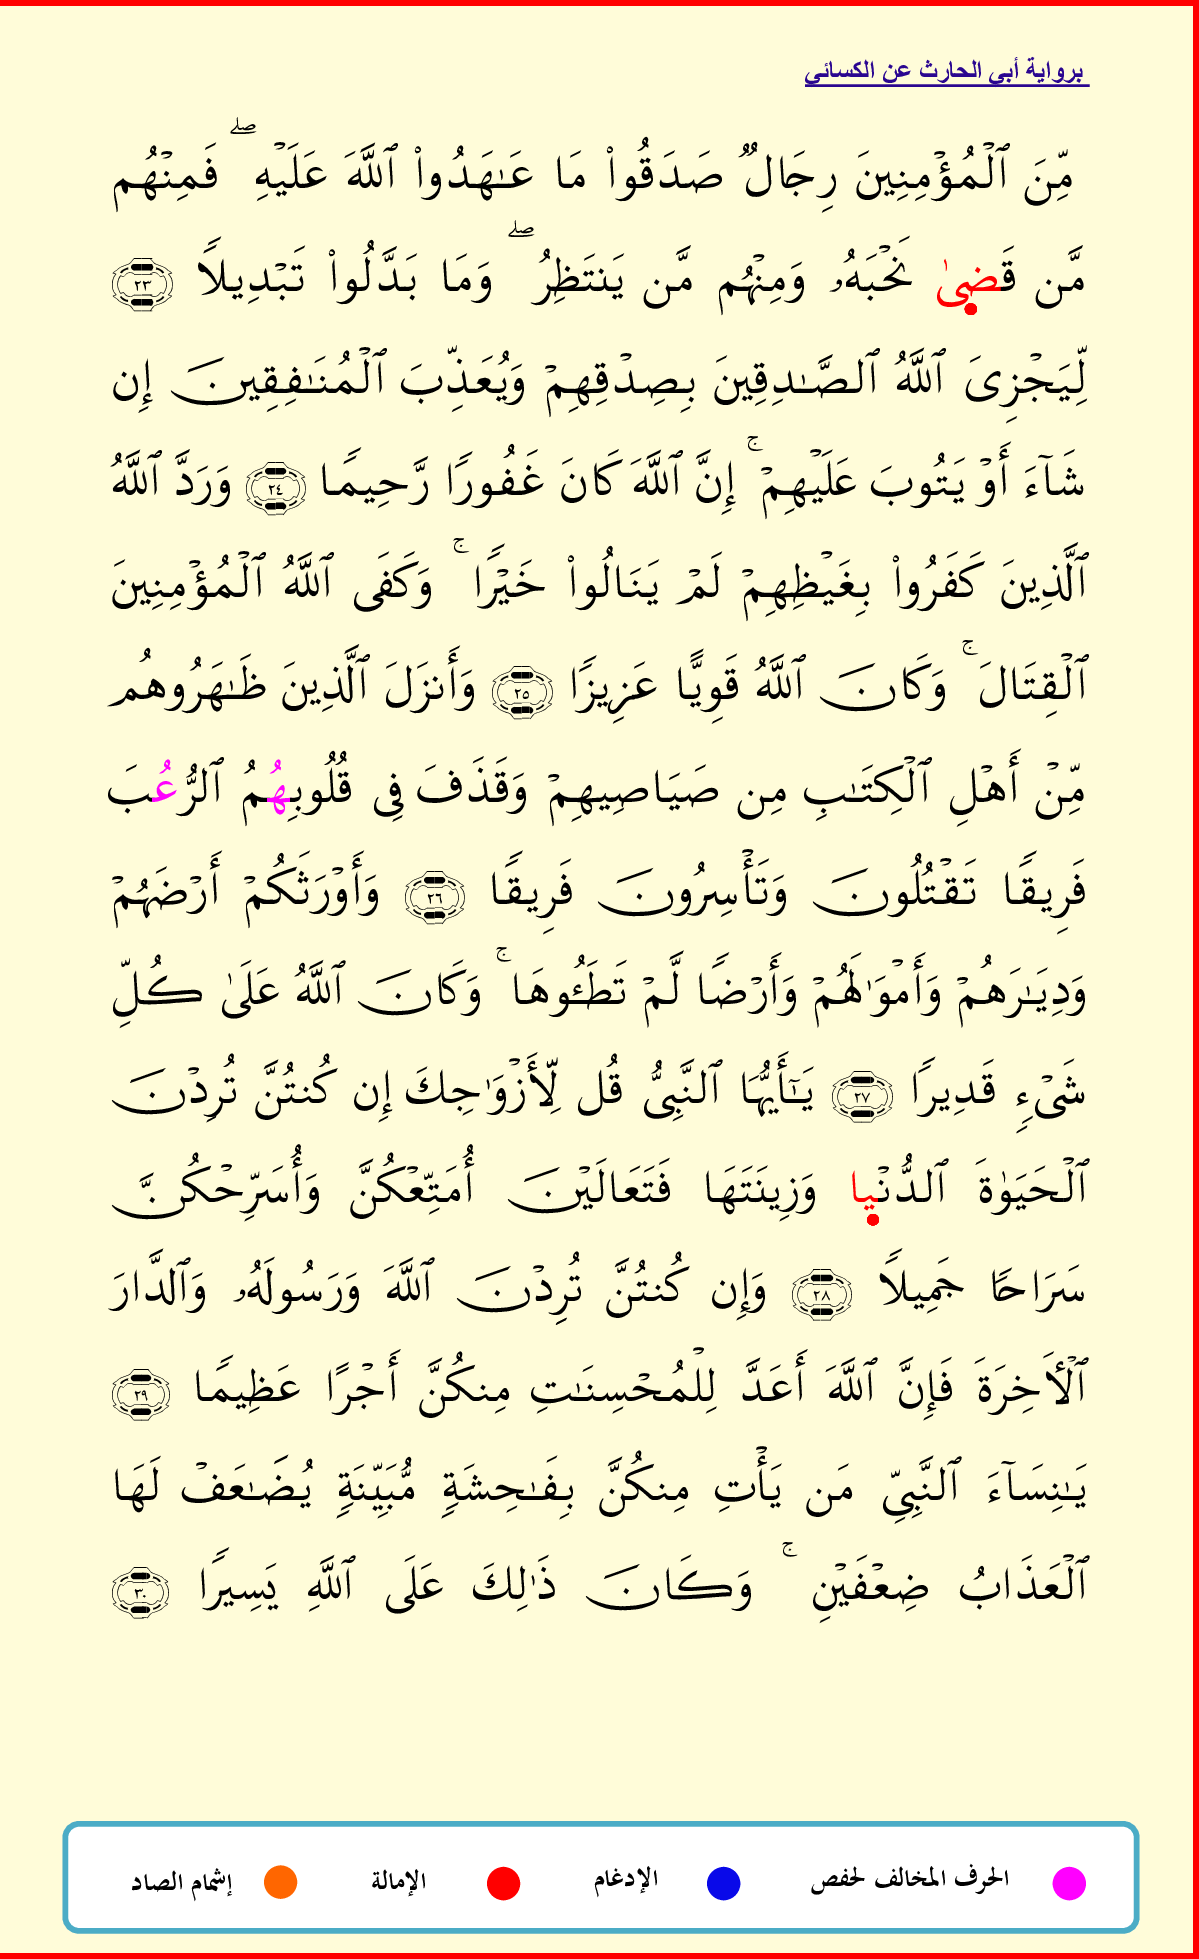 برواية أبي الحارث عن الكسائي
مِّنَ ٱلْمُؤْمِنِينَ رِجَالٌ صَدَقُوا۟ مَا عَـٰهَدُوا۟ ٱللَّهَ عَلَيْهِ ۖ فَمِنْهُم
مَّن قَضِىٰ نَحْبَهُۥ وَمِنْهُم مَّن يَنتَظِرُ ۖ وَمَا بَدَّلُوا۟ تَبْدِيلًا ٢٣
لِّيَجْزِىَ ٱللَّهُ ٱلصَّـٰدِقِينَ بِصِدْقِهِمْ وَيُعَذِّبَ ٱلْمُنَـٰفِقِينَ إِن
شَآءَ أَوْ يَتُوبَ عَلَيْهِمْ ۚ إِنَّ ٱللَّهَ كَانَ غَفُورًا رَّحِيمًا ٢٤ وَرَدَّ ٱللَّهُ
ٱلَّذِينَ كَفَرُوا۟ بِغَيْظِهِمْ لَمْ يَنَالُوا۟ خَيْرًا ۚ وَكَفَى ٱللَّهُ ٱلْمُؤْمِنِينَ
ٱلْقِتَالَ ۚ وَكَانَ ٱللَّهُ قَوِيًّا عَزِيزًا ٢٥ وَأَنزَلَ ٱلَّذِينَ ظَـٰهَرُوهُم
مِّنْ أَهْلِ ٱلْكِتَـٰبِ مِن صَيَاصِيهِمْ وَقَذَفَ فِى قُلُوبِهُمُ ٱلرُّعُبَ
فَرِيقًا تَقْتُلُونَ وَتَأْسِرُونَ فَرِيقًا ٢٦ وَأَوْرَثَكُمْ أَرْضَهُمْ
وَدِيَـٰرَهُمْ وَأَمْوَٰلَهُمْ وَأَرْضًا لَّمْ تَطَـُٔوهَا ۚ وَكَانَ ٱللَّهُ عَلَىٰ كُلِّ
شَىْءٍ قَدِيرًا ٢٧ يَـٰٓأَيُّهَا ٱلنَّبِىُّ قُل لِّأَزْوَٰجِكَ إِن كُنتُنَّ تُرِدْنَ
ٱلْحَيَوٰةَ ٱلدُّنْيِا وَزِينَتَهَا فَتَعَالَيْنَ أُمَتِّعْكُنَّ وَأُسَرِّحْكُنَّ
سَرَاحًا جَمِيلًا ٢٨ وَإِن كُنتُنَّ تُرِدْنَ ٱللَّهَ وَرَسُولَهُۥ وَٱلدَّارَ
ٱلْأَخِرَةَ فَإِنَّ ٱللَّهَ أَعَدَّ لِلْمُحْسِنَـٰتِ مِنكُنَّ أَجْرًا عَظِيمًا ٢٩
يَـٰنِسَآءَ ٱلنَّبِىِّ مَن يَأْتِ مِنكُنَّ بِفَـٰحِشَةٍ مُّبَيِّنَةٍ يُضَـٰعَفْ لَهَا
ٱلْعَذَابُ ضِعْفَيْنِ ۚ وَكَانَ ذَٰلِكَ عَلَى ٱللَّهِ يَسِيرًا ٣٠
الحرف المخالف لحفص الإدغام الإمالة إشمام الصاد